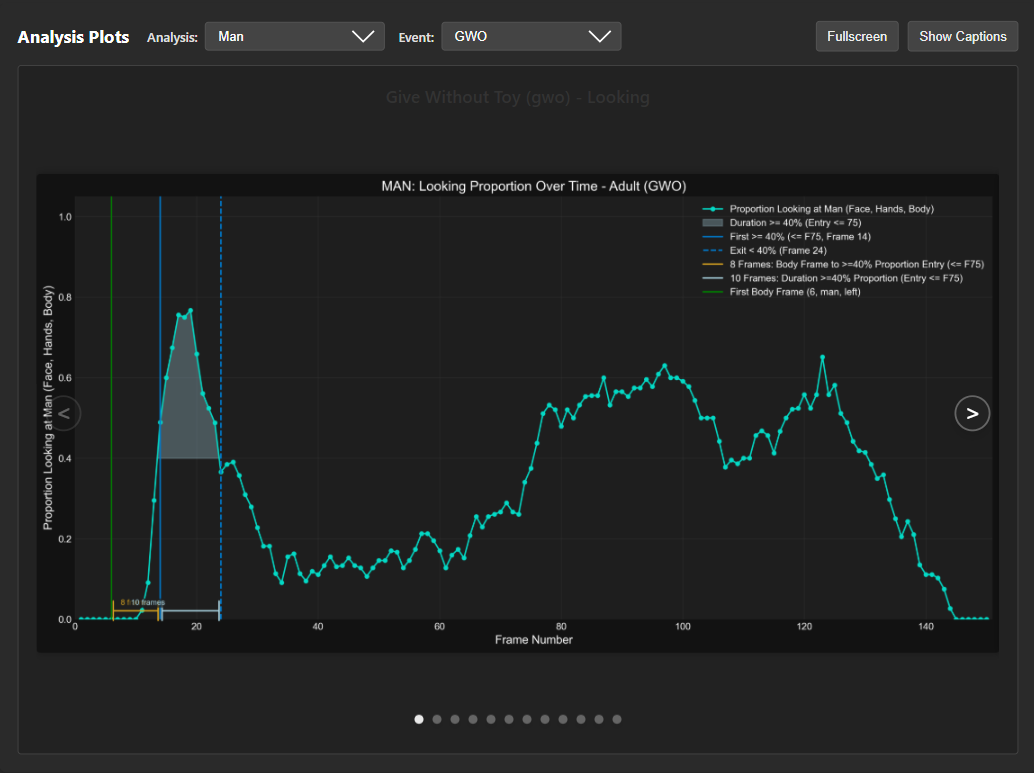 Analysis Plots Analysis: Man Event: GWO Fullscreen Show Captions
Give Without Toy (gwo) - Looking
MAN: Looking Proportion Over Time - Adult (GWO)
Proportion Looking at Man (Face, Hands, Body)
Duration >= 40% (Entry <= 75)
First >= 40% (<= F75, Frame 14)
Exit < 40% (Frame 24)
8 Frames: Body Frame to >=40% Proportion Entry (<= F75)
10 Frames: Duration >=40% Proportion (Entry <= F75)
First Body Frame (6, man, left)
Proportion Looking at Man (Face, Hands, Body)
1.0
0.8
0.6
0.4
0.2
0.0
<
>
10 frames
0 20 40 60 80 100 120 140
Frame Number